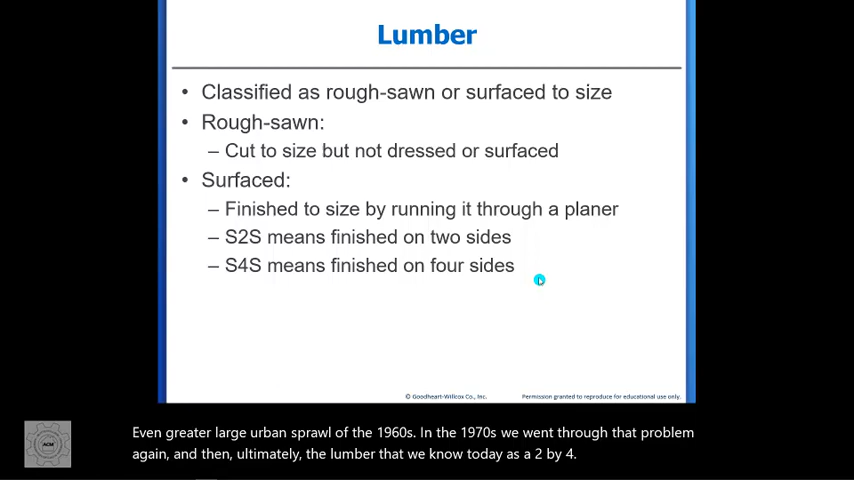 Lumber
• Classified as rough-sawn or surfaced to size
• Rough-sawn:
– Cut to size but not dressed or surfaced
• Surfaced:
– Finished to size by running it through a planer
– S2S means finished on two sides
– S4S means finished on four sides
© Goodheart-Willcox Co., Inc. Permission granted to reproduce for educational use only.
ACM
Even greater large urban sprawl of the 1960s. In the 1970s we went through that problem
again, and then, ultimately, the lumber that we know today as a 2 by 4.